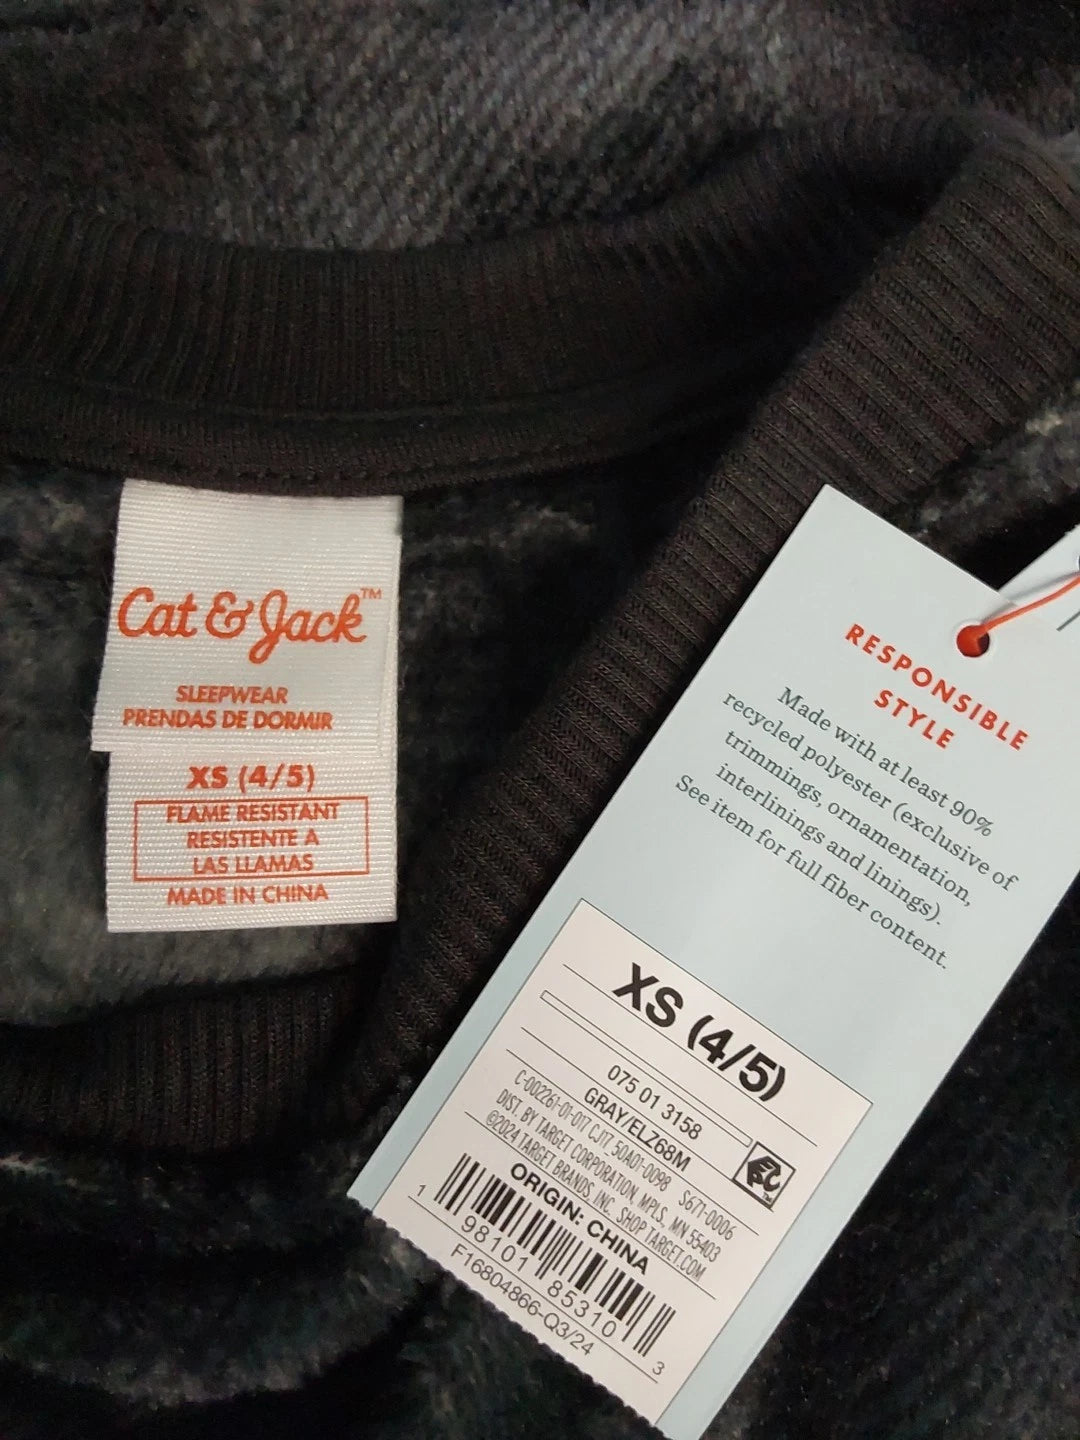 Cat & Jack™
SLEEPWEAR
PRENDAS DE DORMIR
XS (4/5)
FLAME RESISTANT
RESISTENTE A
LAS LLAMAS
MADE IN CHINA
RESPONSIBLE
STYLE
Made with at least 90%
recycled polyester (exclusive of
trimmings, ornamentation,
interlinings and linings).
See item for full fiber content.
XS (4/5)
075 01 3158
GRAY/ELZ68M
C-002261-01-017 CJ17 50A01-0098 S671-0006
DIST. BY TARGET CORPORATION, MPLS, MN 55403
©2024 TARGET BRANDS, INC. SHOP TARGET.COM
ORIGIN: CHINA
1 98101 85310 3
F16804866-Q3/24